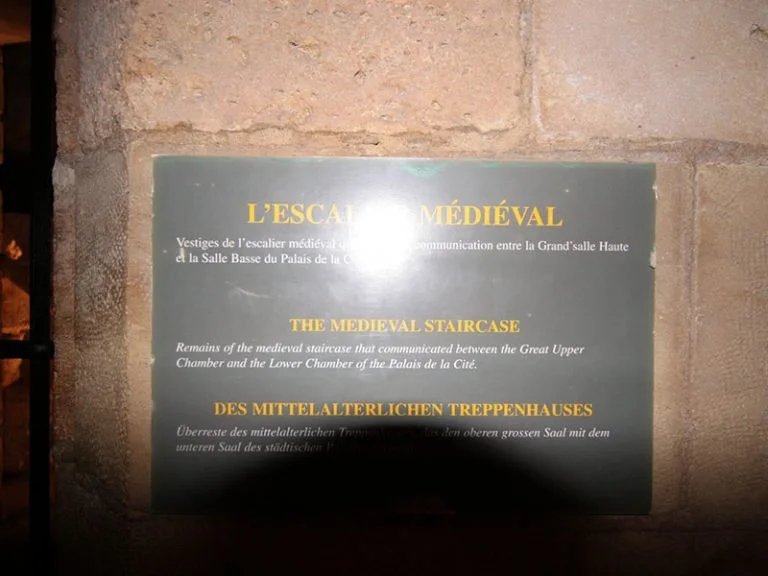 L'ESCALIER MÉDIÉVAL
Vestiges de l'escalier médiéval communication entre la Grand'salle Haute
et la Salle Basse du Palais de la
THE MEDIEVAL STAIRCASE
Remains of the medieval staircase that communicated between the Great Upper
Chamber and the Lower Chamber of the Palais de la Cité.
DES MITTELALTERLICHEN TREPPENHAUSES
Überreste des mittelalterlichen den oberen grossen Saal mit dem
unteren Saal des städtischen